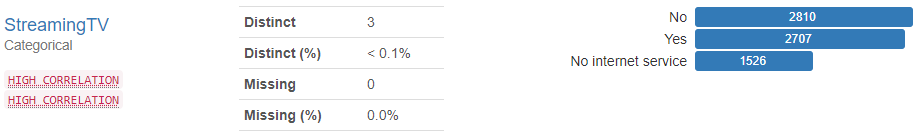 StreamingTV
Categorical
HIGH CORRELATION
HIGH CORRELATION
Distinct 3
Distinct (%) < 0.1%
Missing 0
Missing (%) 0.0%
No 2810
Yes 2707
No internet service 1526